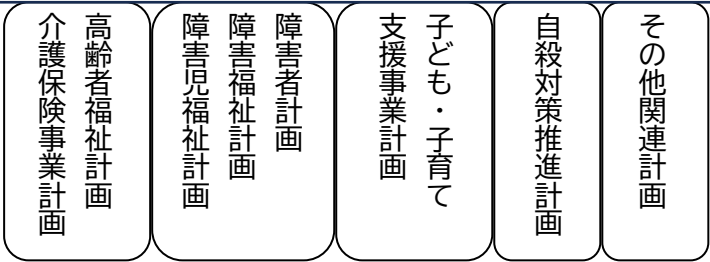 高齢者福祉計画
介護保険事業計画
障害者計画
障害福祉計画
障害児福祉計画
子ども・子育て
支援事業計画
自殺対策推進計画
その他関連計画